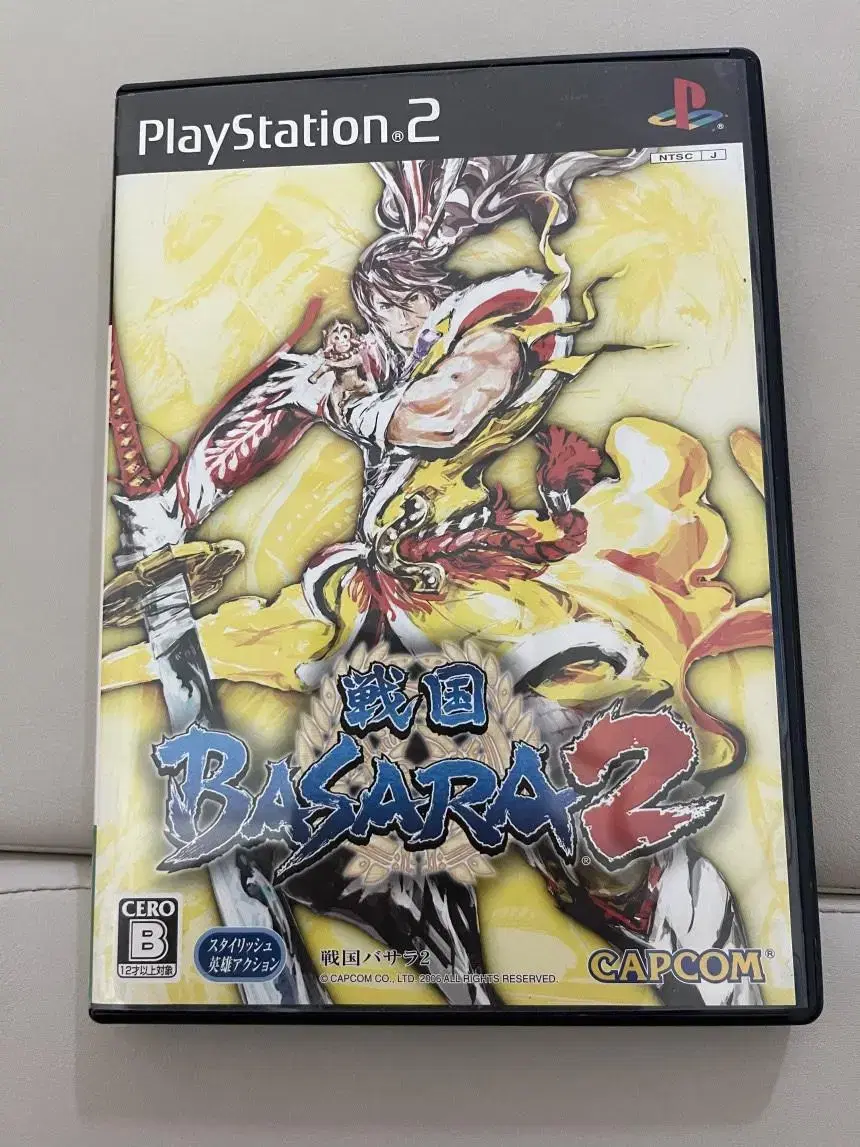 PlayStation®2
NTSC J
戦国
BASARA2
®
CERO
B
12才以上対象
スタイリッシュ
英雄アクション
戦国バサラ2
© CAPCOM CO., LTD. 2006 ALL RIGHTS RESERVED.
CAPCOM®